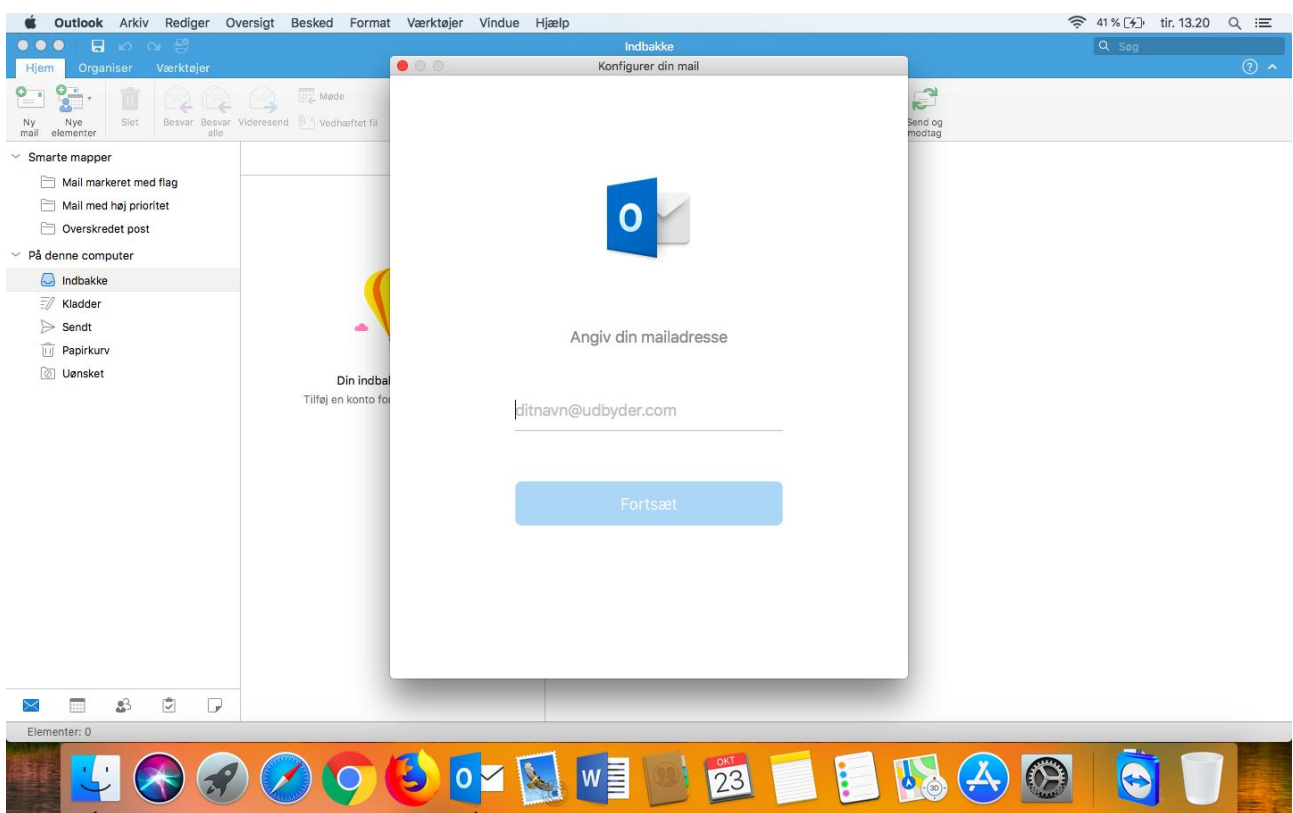 Outlook Arkiv Rediger Oversigt Besked Format Værktøjer Vindue Hjælp 41 % tir. 13.20
Indbakke
Søg
Hjem Organiser Værktøjer
Konfigurer din mail
Ny mail
Nye elementer
Slet
Besvar
Besvar alle
Videresend
Møde
Vedhæftet fil
Send og modtag
Smarte mapper
Mail markeret med flag
Mail med høj prioritet
Overskredet post
På denne computer
Indbakke
Kladder
Sendt
Papirkurv
Uønsket
Din indbak
Tilføj en konto for
O
Angiv din mailadresse
ditnavn@udbyder.com
Fortsæt
Elementer: 0
O
W
OKT
23
3D